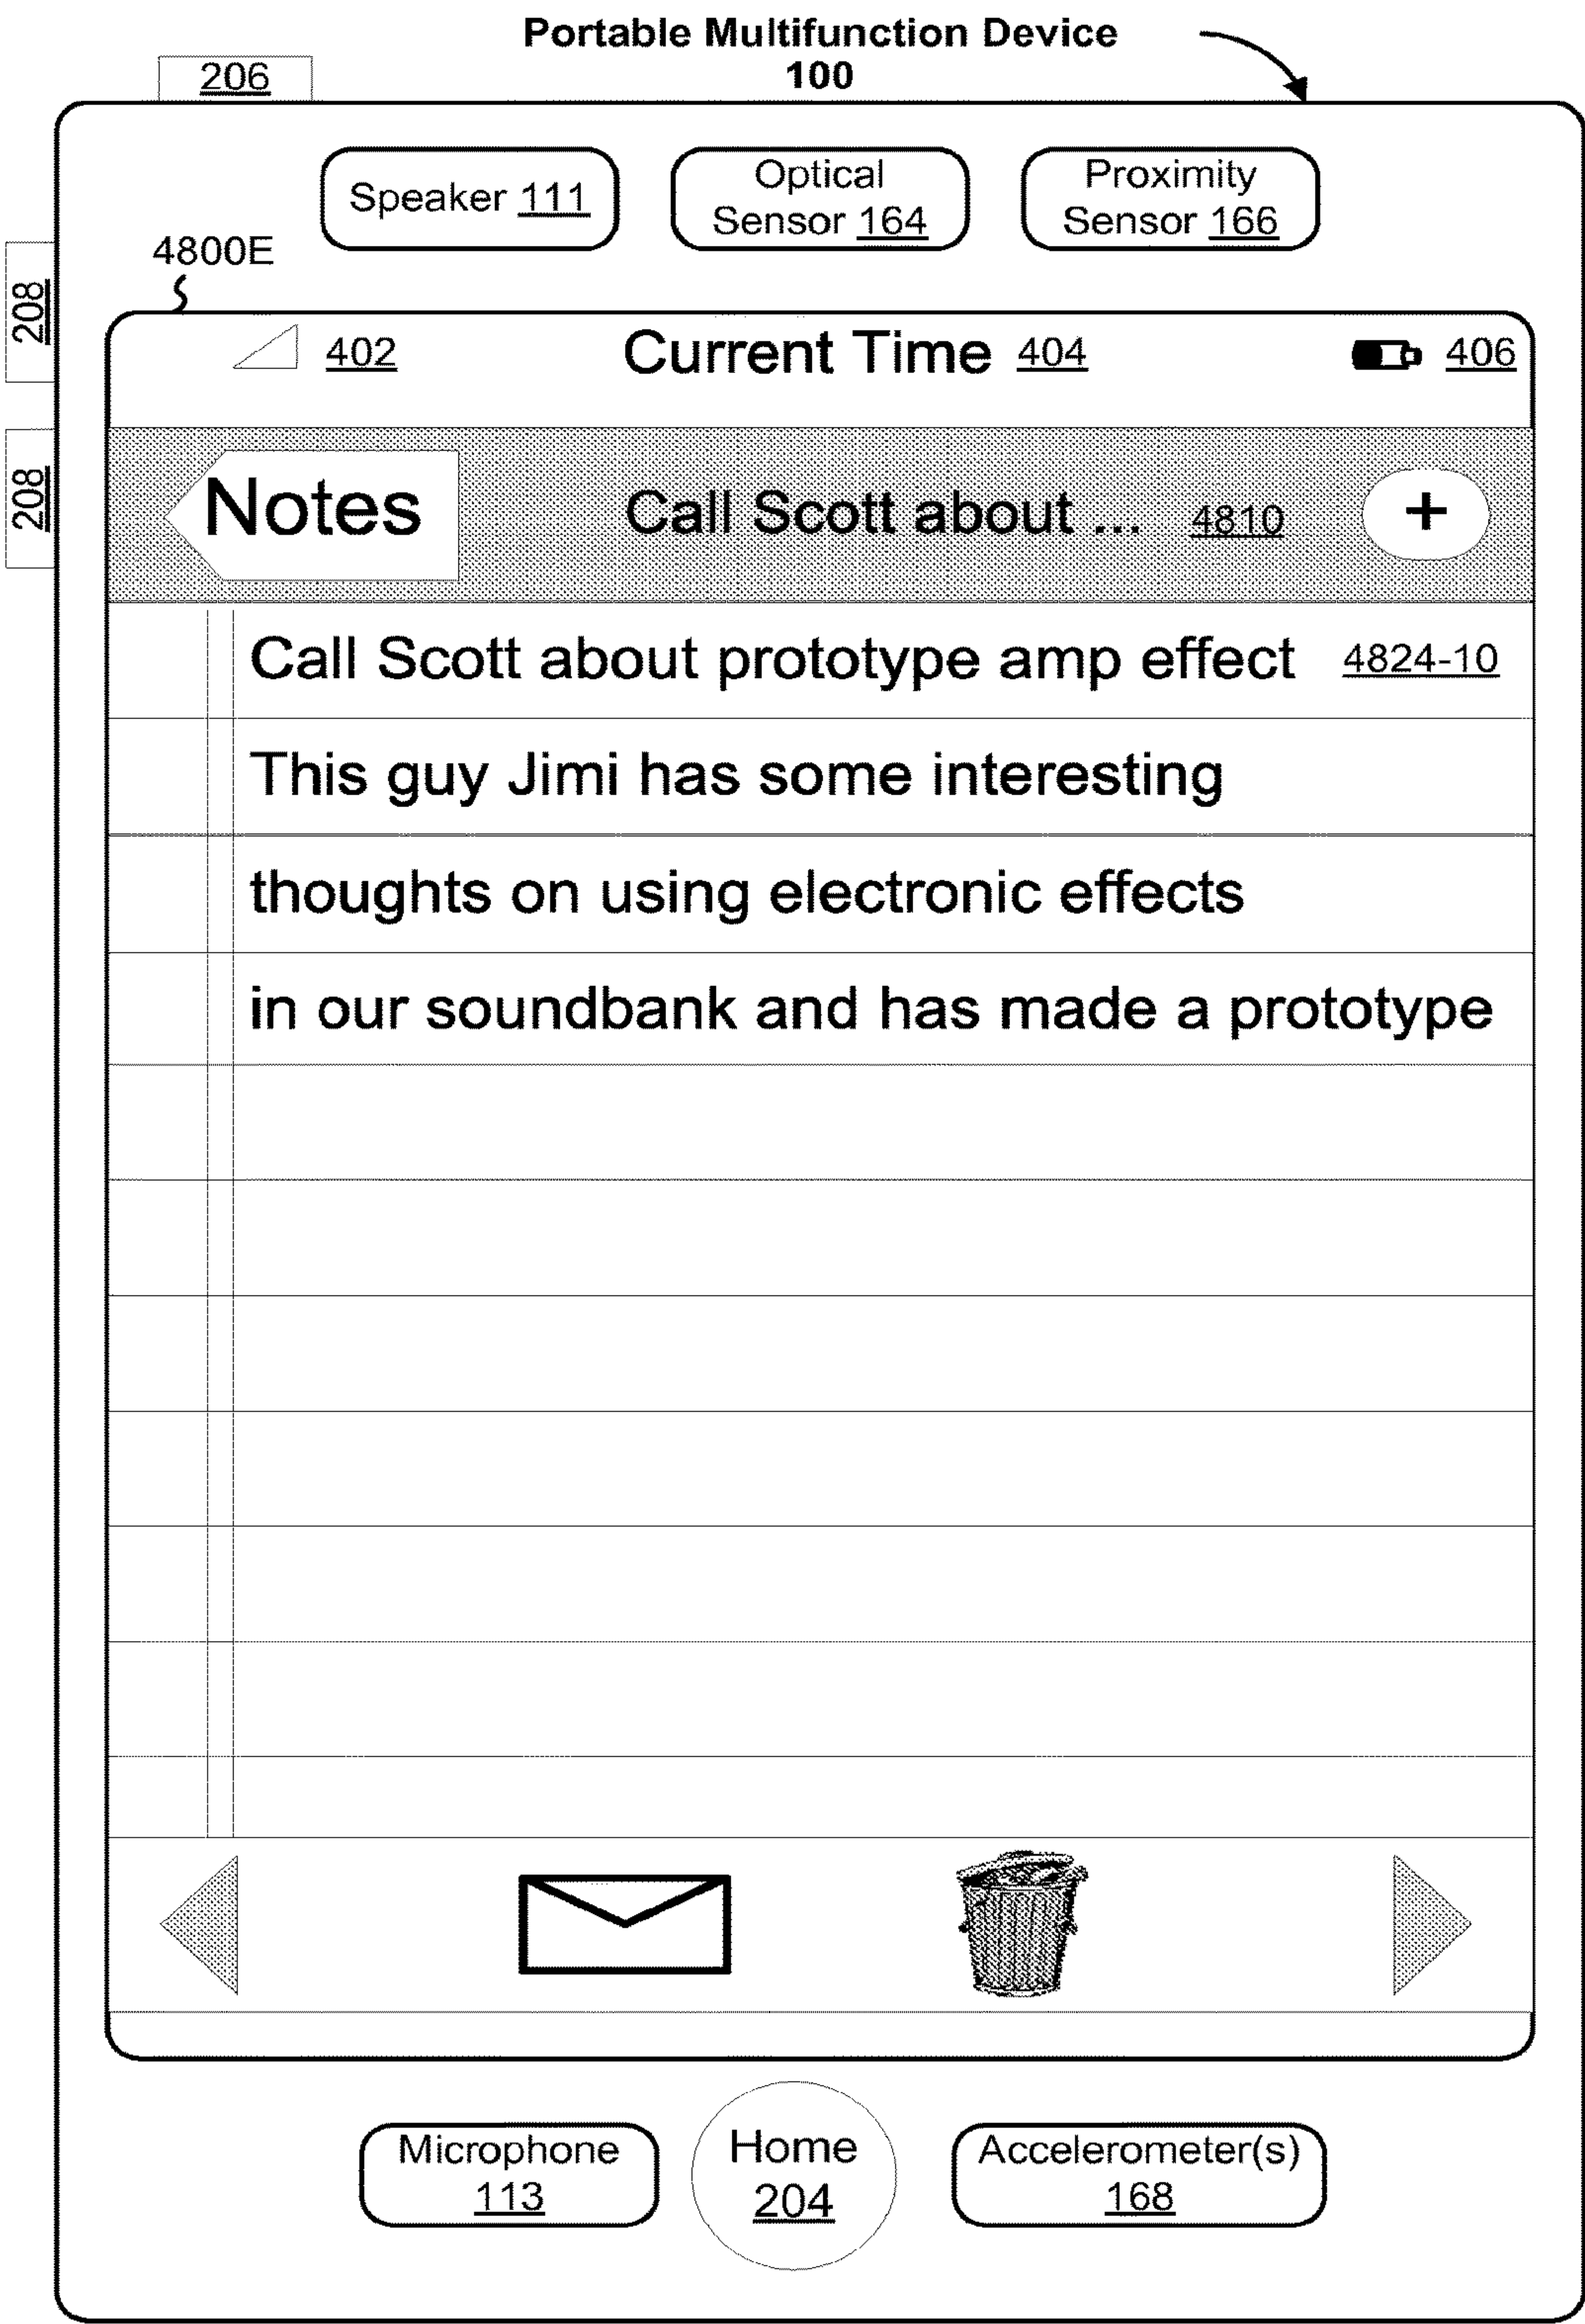 Portable Multifunction Device
100
206
Speaker 111
Optical
Sensor 164
Proximity
Sensor 166
4800E
208
208
402
Current Time 404
406
Notes
Call Scott about ... 4810
+
Call Scott about prototype amp effect 4824-10
This guy Jimi has some interesting
thoughts on using electronic effects
in our soundbank and has made a prototype
Microphone
113
Home
204
Accelerometer(s)
168